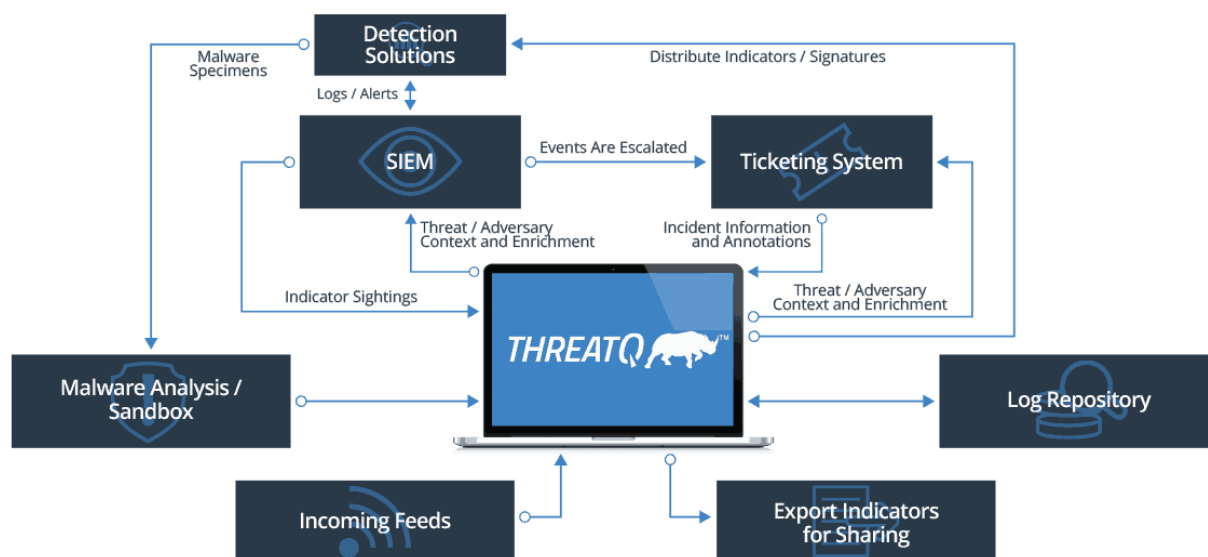 Detection
Solutions
Malware
Specimens
Distribute Indicators / Signatures
Logs / Alerts
SIEM
Events Are Escalated
Ticketing System
Threat / Adversary
Context and Enrichment
Incident Information
and Annotations
Indicator Sightings
Threat / Adversary
Context and Enrichment
THREATQ TM
Malware Analysis /
Sandbox
Log Repository
Incoming Feeds
Export Indicators
for Sharing